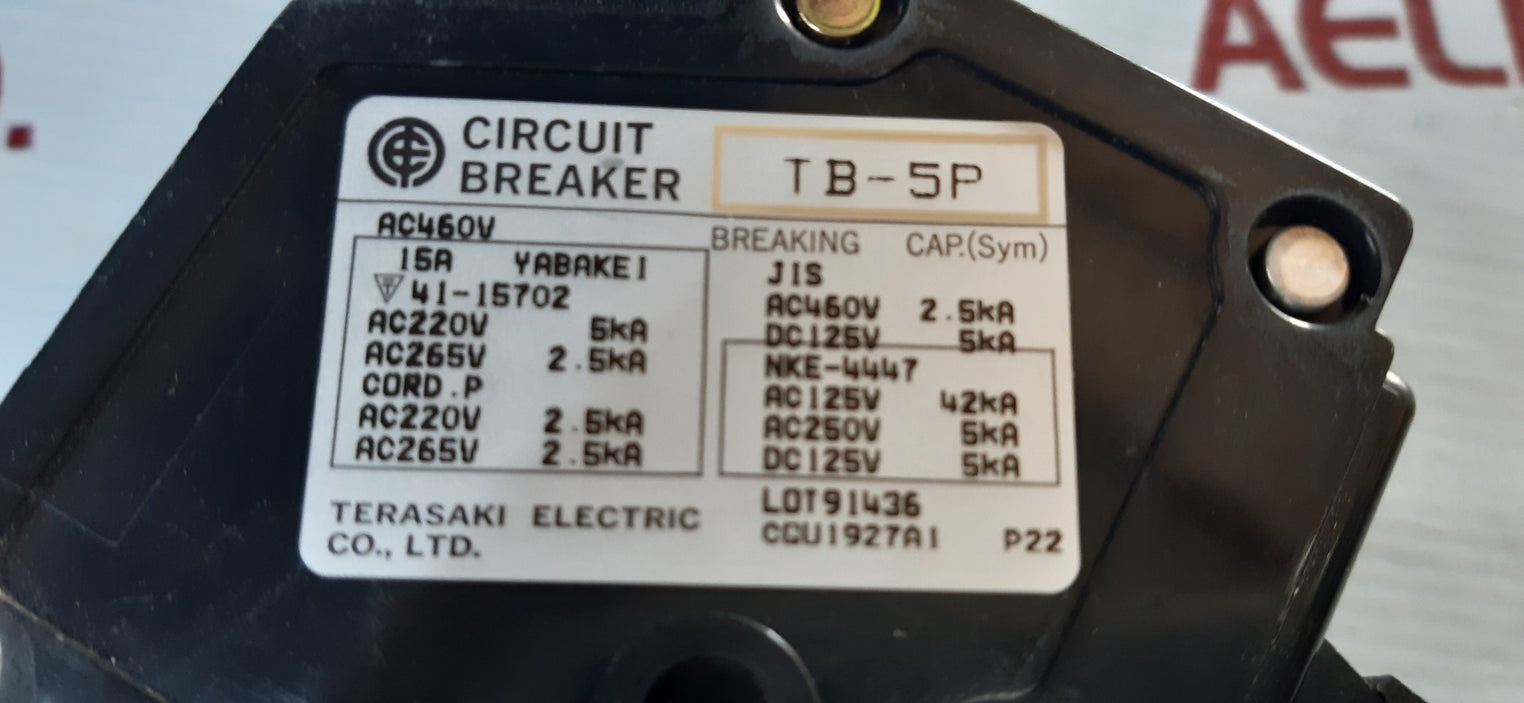 AEL
CIRCUIT
BREAKER
TB-5P
AC460V
15A YABAKEI
41-15702
AC220V 5kA
AC265V 2.5kA
CORD.P
AC220V 2.5kA
AC265V 2.5kA
BREAKING CAP.(Sym)
JIS
AC460V 2.5kA
DC125V 5kA
NKE-4447
AC125V 42kA
AC250V 5kA
DC125V 5kA
TERASAKI ELECTRIC
CO., LTD.
LOT91436
CQU1927A1 P22